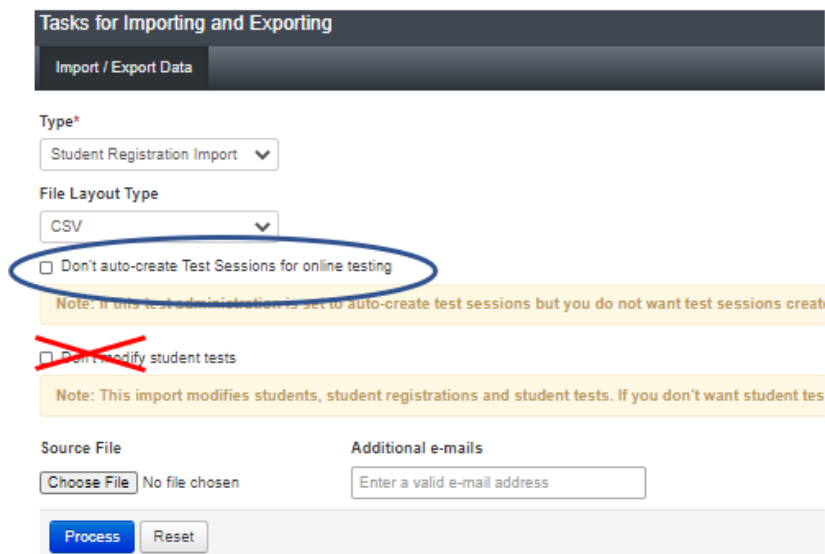 Tasks for Importing and Exporting
Import / Export Data
Type*
Student Registration Import
File Layout Type
CSV
Don't auto-create Test Sessions for online testing
Note: If this test administration is set to auto-create test sessions but you do not want test sessions create
Don't modify student tests
Note: This import modifies students, student registrations and student tests. If you don't want student tes
Source File Additional e-mails
Choose File No file chosen Enter a valid e-mail address
Process Reset